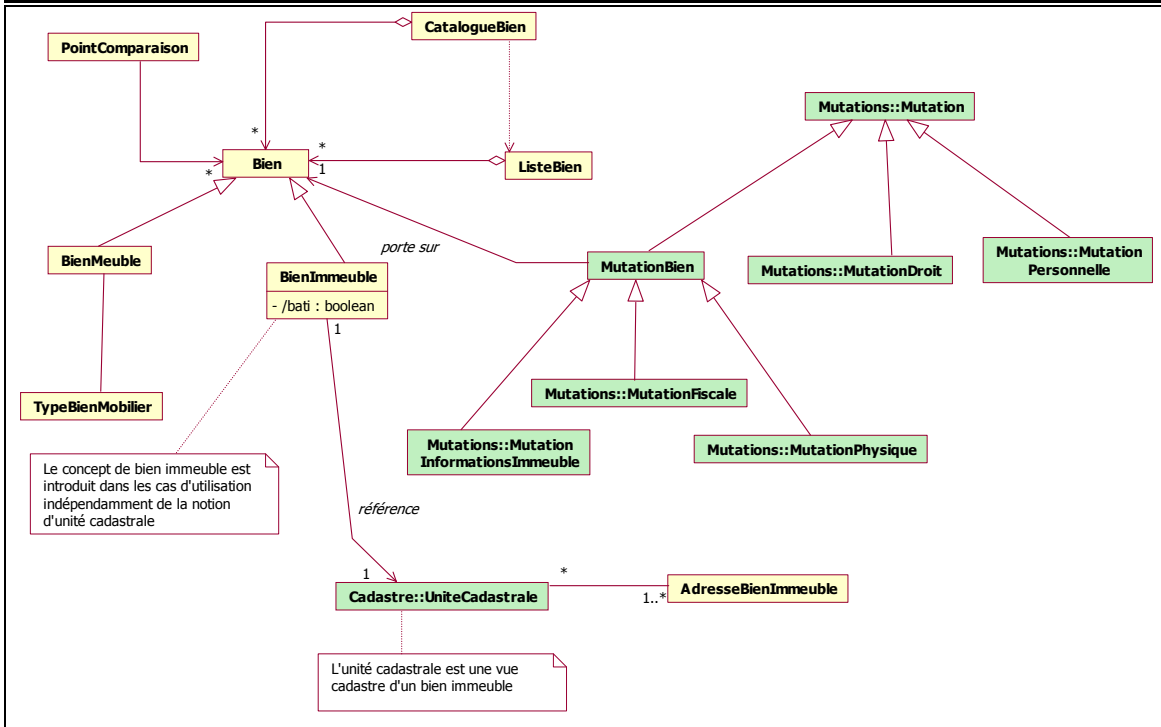 CatalogueBien
PointComparaison
Mutations::Mutation
*
*
Bien
*
1
ListeBien
porte sur
BienMeuble
BienImmeuble
- /bati : boolean
1
MutationBien
Mutations::MutationDroit
Mutations::Mutation
Personnelle
TypeBienMobilier
Mutations::MutationFiscale
Mutations::Mutation
InformationsImmeuble
Mutations::MutationPhysique
Le concept de bien immeuble est
introduit dans les cas d'utilisation
indépendamment de la notion
d'unité cadastrale
référence
1
Cadastre::UniteCadastrale
*
1..*
AdresseBienImmeuble
L'unité cadastrale est une vue
cadastre d'un bien immeuble